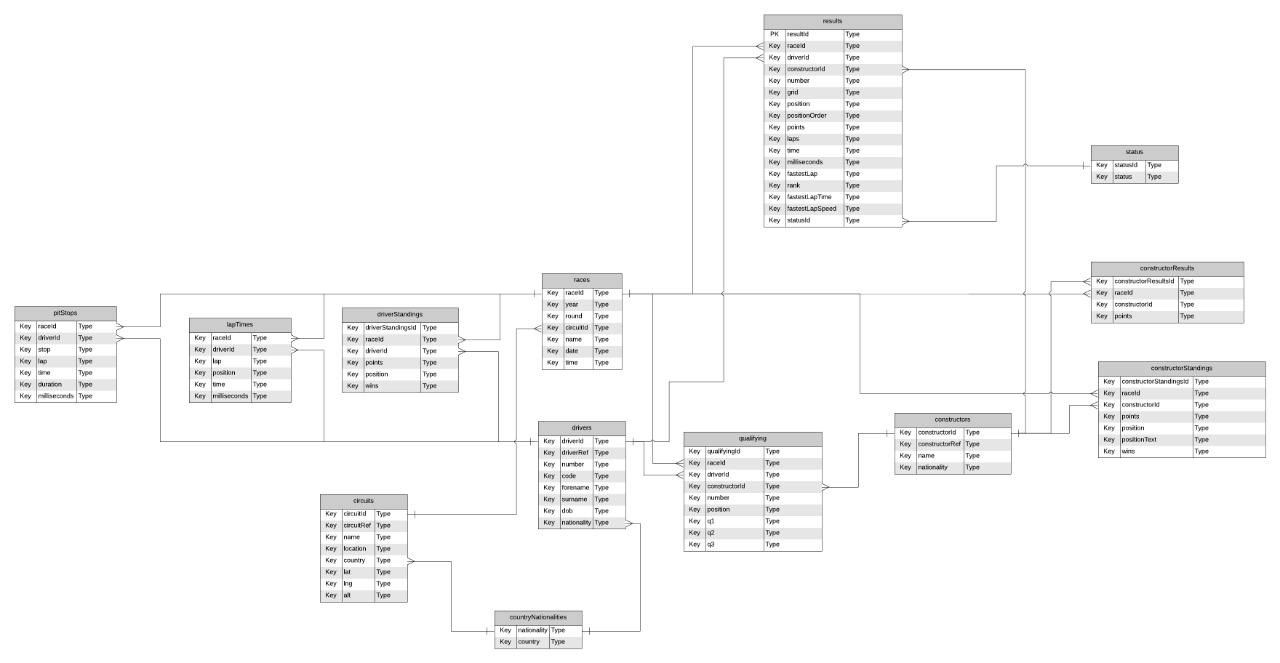 results
PK resultId Type
Key raceId Type
Key driverId Type
Key constructorId Type
Key number Type
Key grid Type
Key position Type
Key positionOrder Type
Key points Type
Key laps Type
Key time Type
Key milliseconds Type
Key fastestLap Type
Key rank Type
Key fastestLapTime Type
Key fastestLapSpeed Type
Key statusId Type
status
Key statusId Type
Key status Type
races
Key raceId Type
Key year Type
Key round Type
Key circuitId Type
Key name Type
Key date Type
Key time Type
constructorResults
Key constructorResultsId Type
Key raceId Type
Key constructorId Type
Key points Type
pitStops
Key raceId Type
Key driverId Type
Key stop Type
Key lap Type
Key time Type
Key duration Type
Key milliseconds Type
lapTimes
Key raceId Type
Key driverId Type
Key lap Type
Key position Type
Key time Type
Key milliseconds Type
driverStandings
Key driverStandingsId Type
Key raceId Type
Key driverId Type
Key points Type
Key position Type
Key wins Type
constructorStandings
Key constructorStandingsId Type
Key raceId Type
Key constructorId Type
Key points Type
Key position Type
Key positionText Type
Key wins Type
drivers
Key driverId Type
Key driverRef Type
Key number Type
Key code Type
Key forename Type
Key surname Type
Key dob Type
Key nationality Type
qualifying
Key qualifyingId Type
Key raceId Type
Key driverId Type
Key constructorId Type
Key number Type
Key position Type
Key q1 Type
Key q2 Type
Key q3 Type
constructors
Key constructorId Type
Key constructorRef Type
Key name Type
Key nationality Type
circuits
Key circuitId Type
Key circuitRef Type
Key name Type
Key location Type
Key country Type
Key lat Type
Key lng Type
Key alt Type
countryNationalities
Key nationality Type
Key country Type